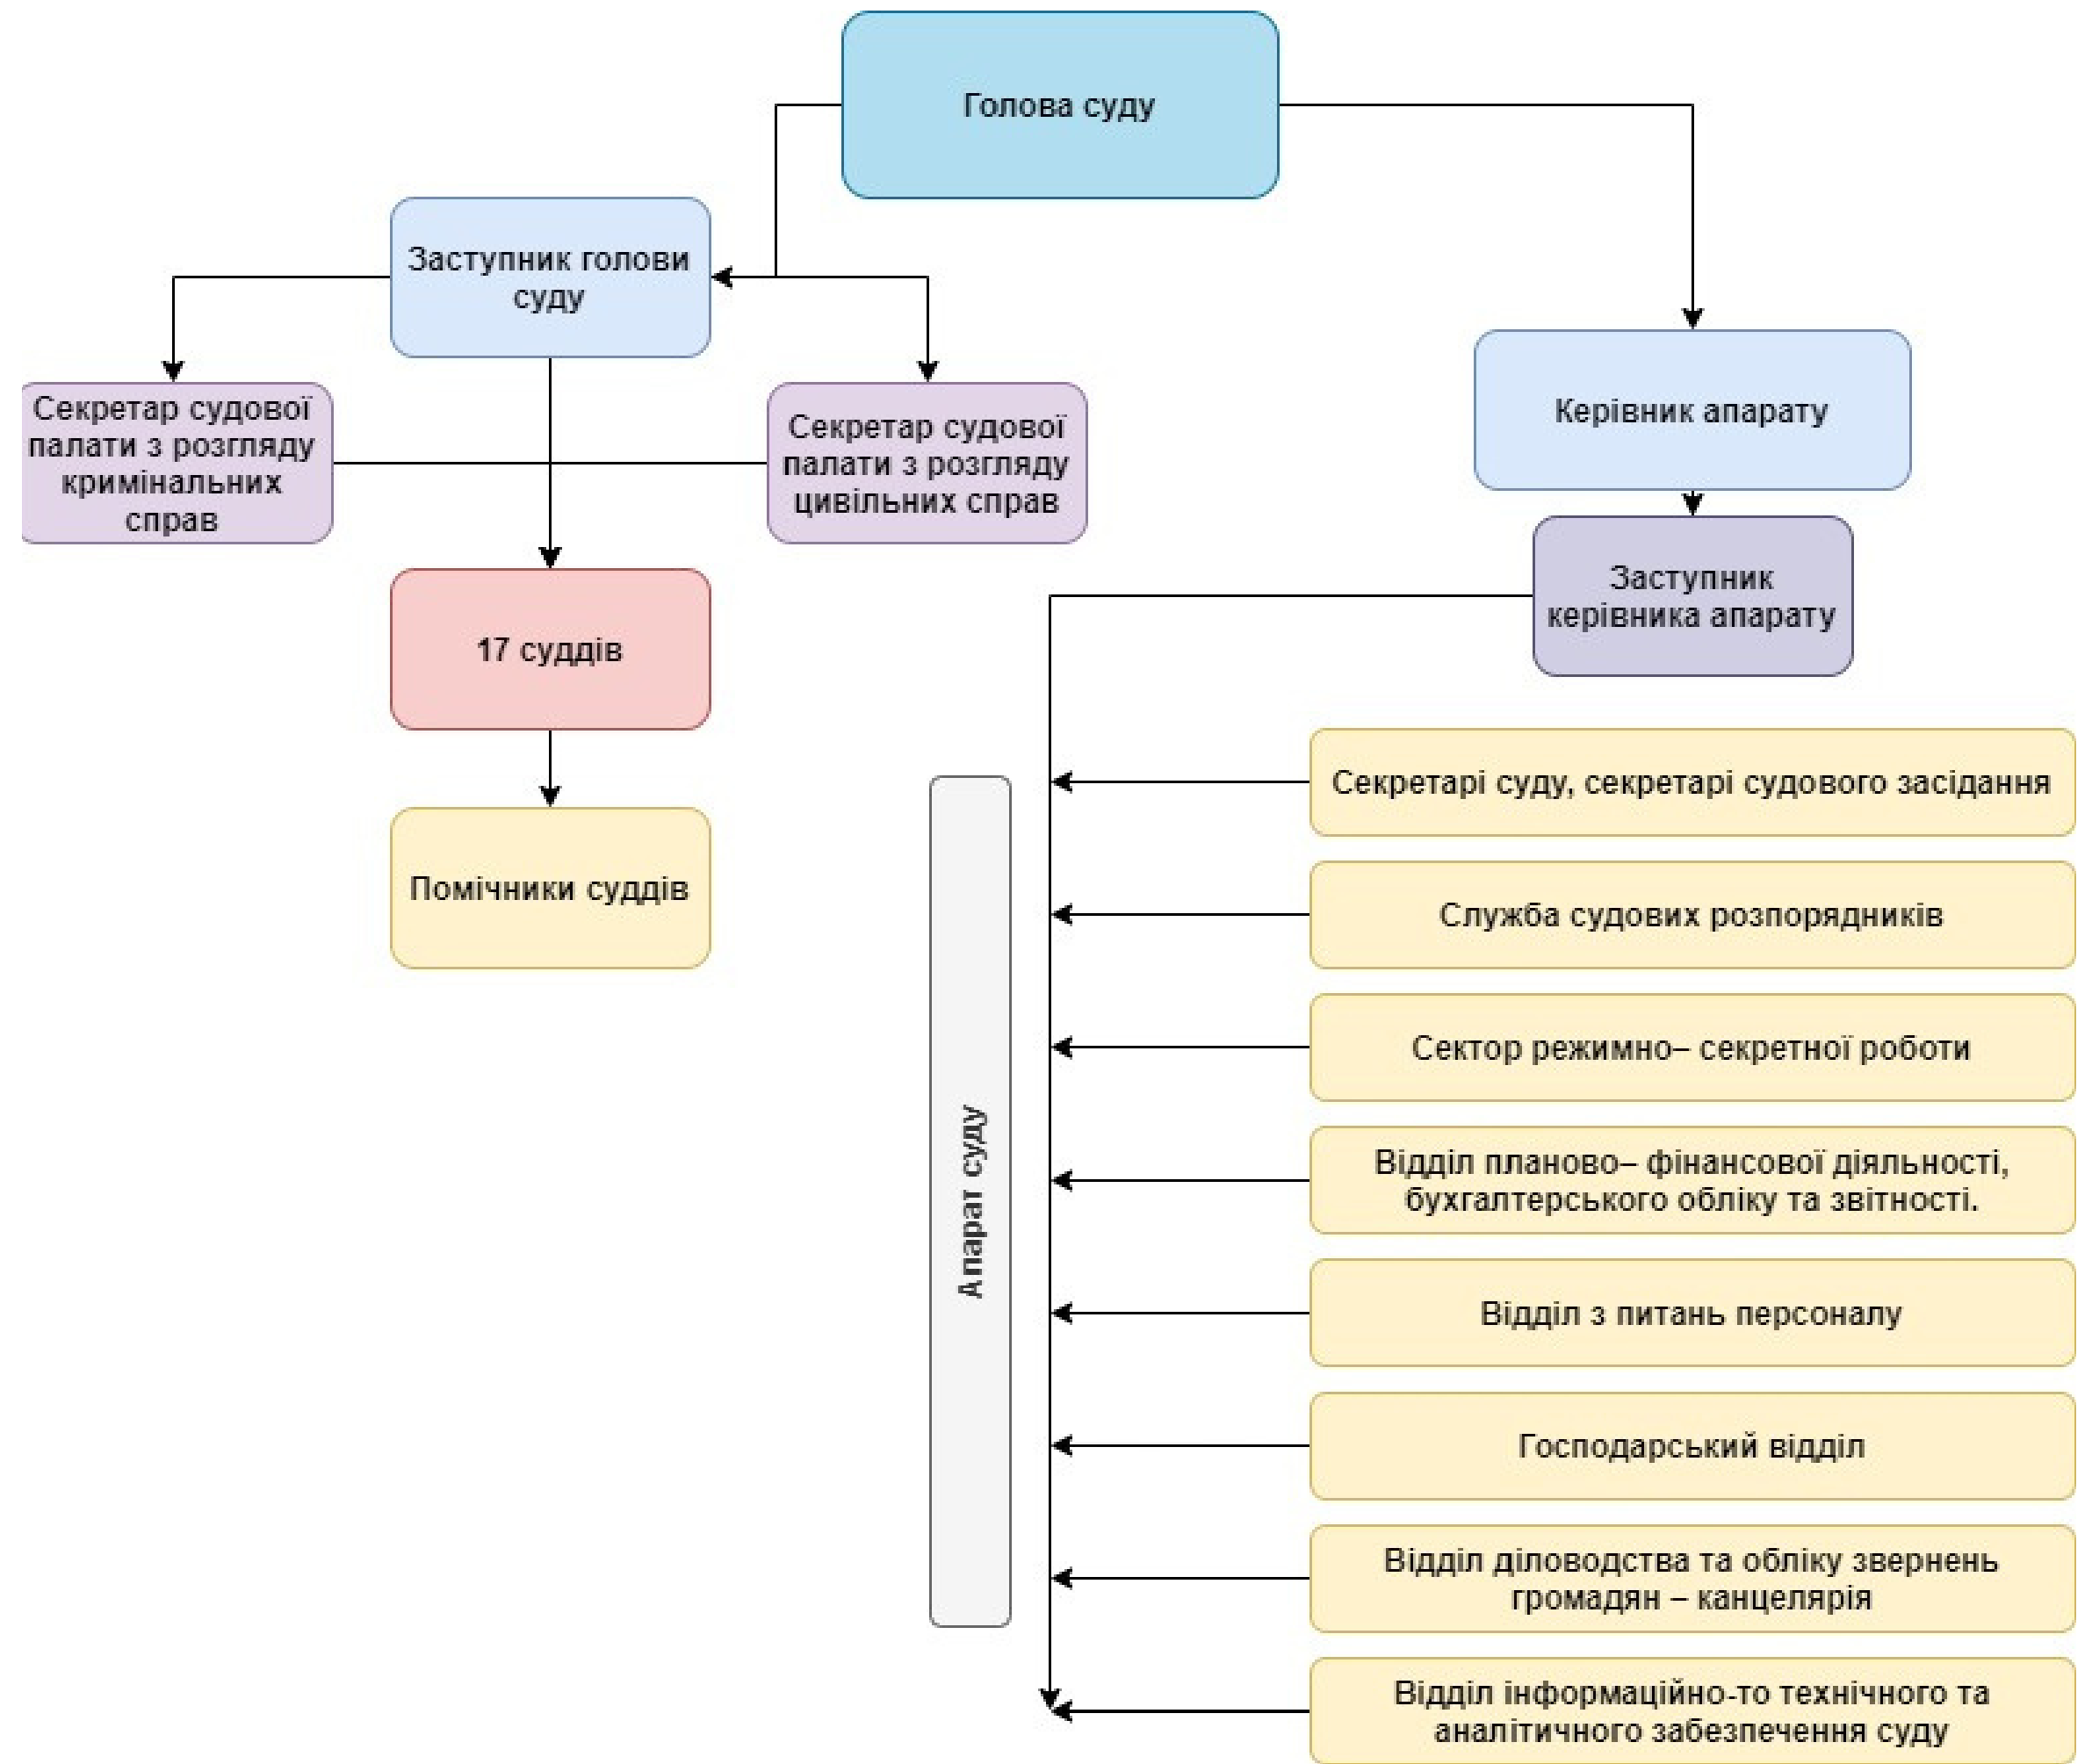 Голова суду
Заступник голови
суду
Секретар судової
палати з розгляду
кримінальних
справ
Секретар судової
палати з розгляду
цивільних справ
Керівник апарату
Заступник
керівника апарату
17 суддів
Помічники суддів
Апарат суду
Секретарі суду, секретарі судового засідання
Служба судових розпорядників
Сектор режимно– секретної роботи
Відділ планово– фінансової діяльності,
бухгалтерського обліку та звітності.
Відділ з питань персоналу
Господарський відділ
Відділ діловодства та обліку звернень
громадян – канцелярія
Відділ інформаційно-то технічного та
аналітичного забезпечення суду